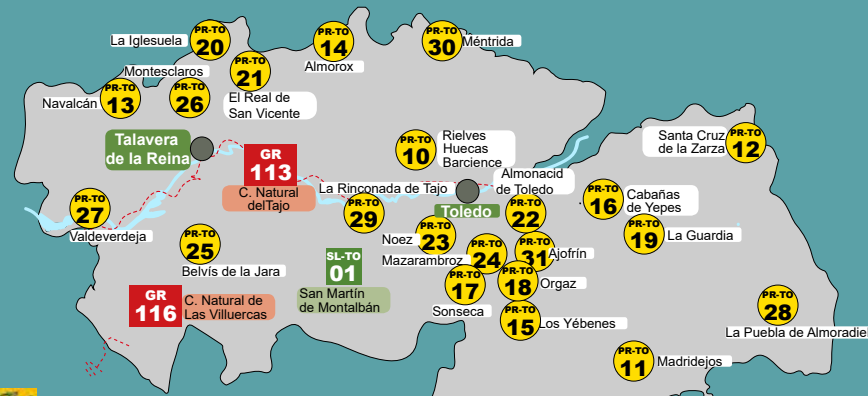 La Iglesuela
PR-TO
20
PR-TO
14
Almorox
PR-TO
30
Méntrida
Montesclaros
PR-TO
21
El Real de
San Vicente
Navalcán
PR-TO
13
PR-TO
26
Talavera
de la Reina
GR
113
C. Natural
delTajo
PR-TO
10
Rielves
Huecas
Barcience
Santa Cruz
de la Zarza
PR-TO
12
La Rinconada de Tajo
PR-TO
29
Toledo
Almonacid
de Toledo
PR-TO
22
PR-TO
16
Cabañas
de Yepes
PR-TO
27
Valdeverdeja
PR-TO
25
Belvís de la Jara
Noez
PR-TO
23
PR-TO
19
La Guardia
Mazarambroz
PR-TO
24
PR-TO
31
Ajofrín
SL-TO
01
San Martín
de Montalbán
GR
116
C. Natural de
Las Villuercas
PR-TO
17
Sonseca
PR-TO
18
Orgaz
PR-TO
15
Los Yébenes
PR-TO
28
La Puebla de Almoradiel
PR-TO
11
Madridejos